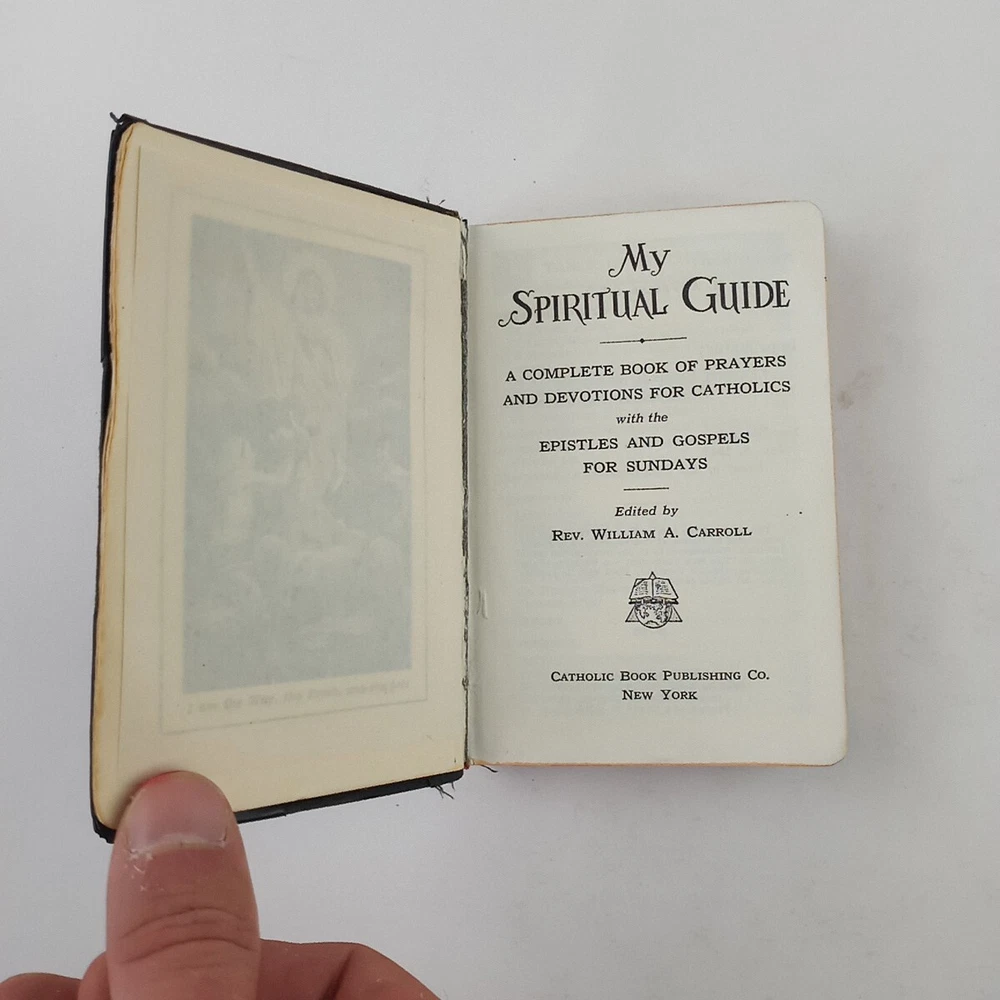 My
SPIRITUAL GUIDE
A COMPLETE BOOK OF PRAYERS
AND DEVOTIONS FOR CATHOLICS
with the
EPISTLES AND GOSPELS
FOR SUNDAYS
Edited by
REV. WILLIAM A. CARROLL
CATHOLIC BOOK PUBLISHING CO.
NEW YORK